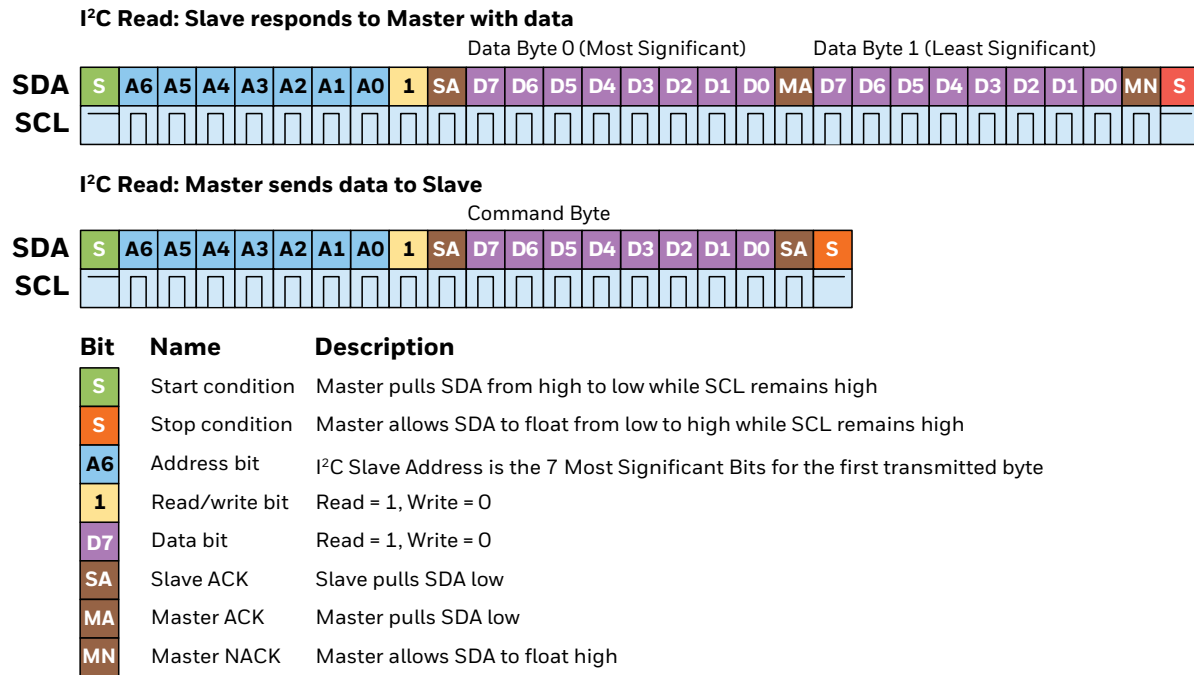 I²C Read: Slave responds to Master with data
Data Byte 0 (Most Significant) Data Byte 1 (Least Significant)
SDA S A6 A5 A4 A3 A2 A1 A0 1 SA D7 D6 D5 D4 D3 D2 D1 D0 MA D7 D6 D5 D4 D3 D2 D1 D0 MN S
SCL
I²C Read: Master sends data to Slave
Command Byte
SDA S A6 A5 A4 A3 A2 A1 A0 1 SA D7 D6 D5 D4 D3 D2 D1 D0 SA S
SCL
Bit Name Description
S Start condition Master pulls SDA from high to low while SCL remains high
S Stop condition Master allows SDA to float from low to high while SCL remains high
A6 Address bit I²C Slave Address is the 7 Most Significant Bits for the first transmitted byte
1 Read/write bit Read = 1, Write = 0
D7 Data bit Read = 1, Write = 0
SA Slave ACK Slave pulls SDA low
MA Master ACK Master pulls SDA low
MN Master NACK Master allows SDA to float high